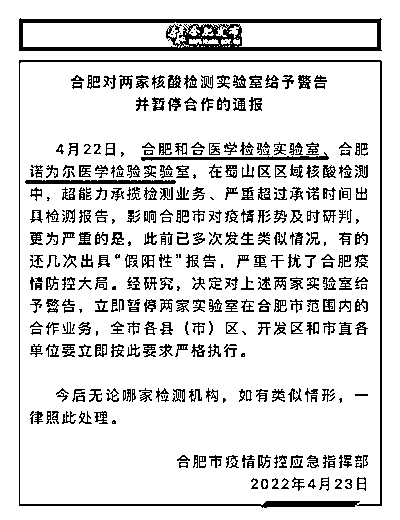 合肥对两家核酸检测实验室给予警告
并暂停合作的通报
4月22日，合肥和合医学检验实验室、合肥
诺为尔医学检验实验室，在蜀山区区域核酸检测
中，超能力承揽检测业务、严重超过承诺时间出
具检测报告，影响合肥市对疫情形势及时研判，
更为严重的是，此前已多次发生类似情况，有的
还几次出具“假阳性”报告，严重干扰了合肥疫
情防控大局。经研究，决定对上述两家实验室给
予警告，立即暂停两家实验室在合肥市范围内的
合作业务，全市各县（市）区、开发区和市直各
单位要立即按此要求严格执行。
今后无论哪家检测机构，如有类似情形，一
律照此处理。
合肥市疫情防控应急指挥部
2022年4月23日